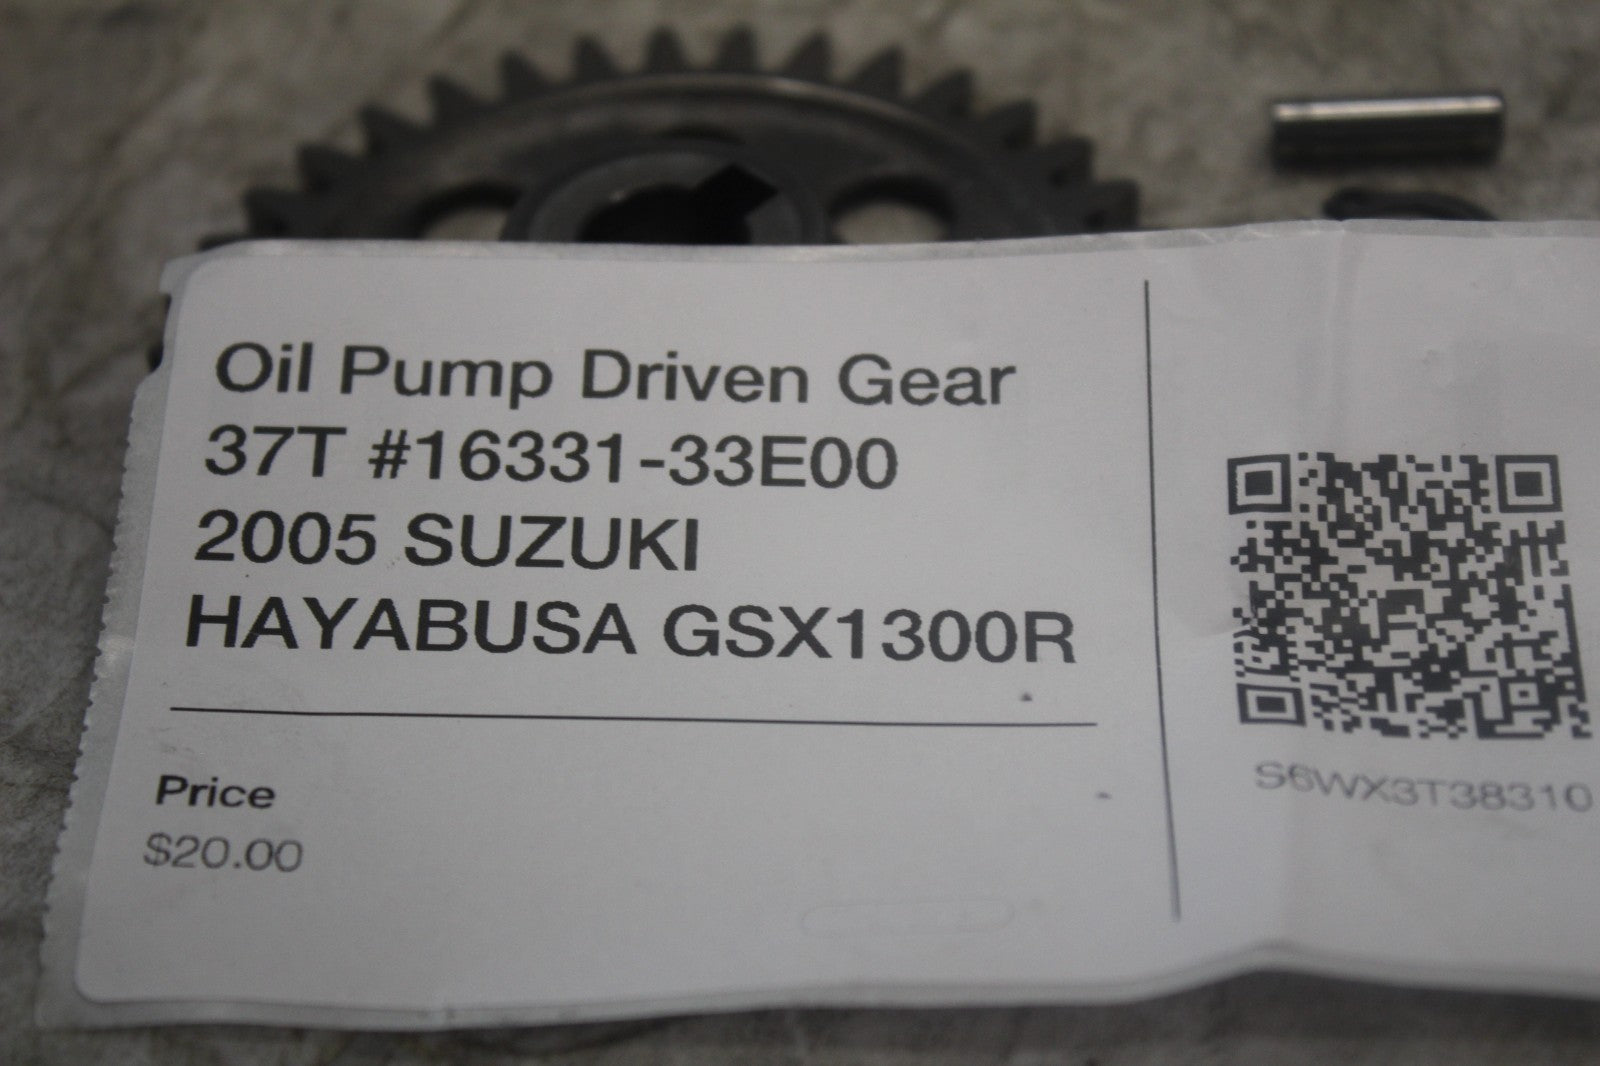 Oil Pump Driven Gear
37T #16331-33E00
2005 SUZUKI
HAYABUSA GSX1300R
Price
$20.00
S6WX3T38310